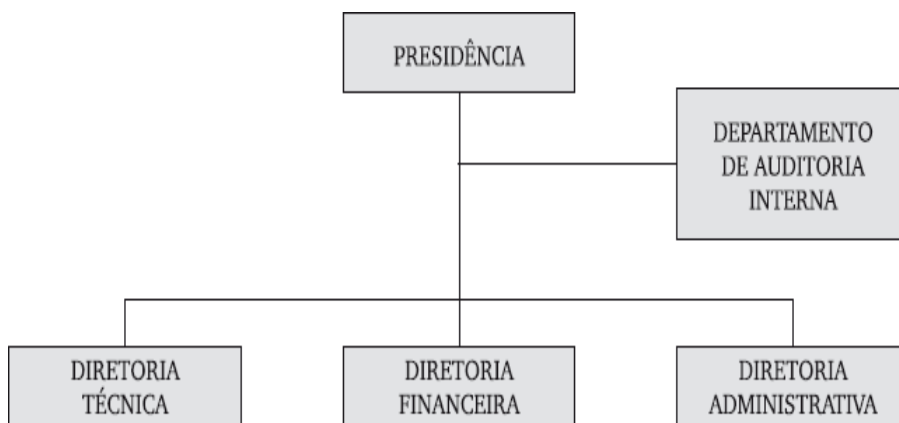 PRESIDÊNCIA
DEPARTAMENTO
DE AUDITORIA
INTERNA
DIRETORIA
TÉCNICA
DIRETORIA
FINANCEIRA
DIRETORIA
ADMINISTRATIVA